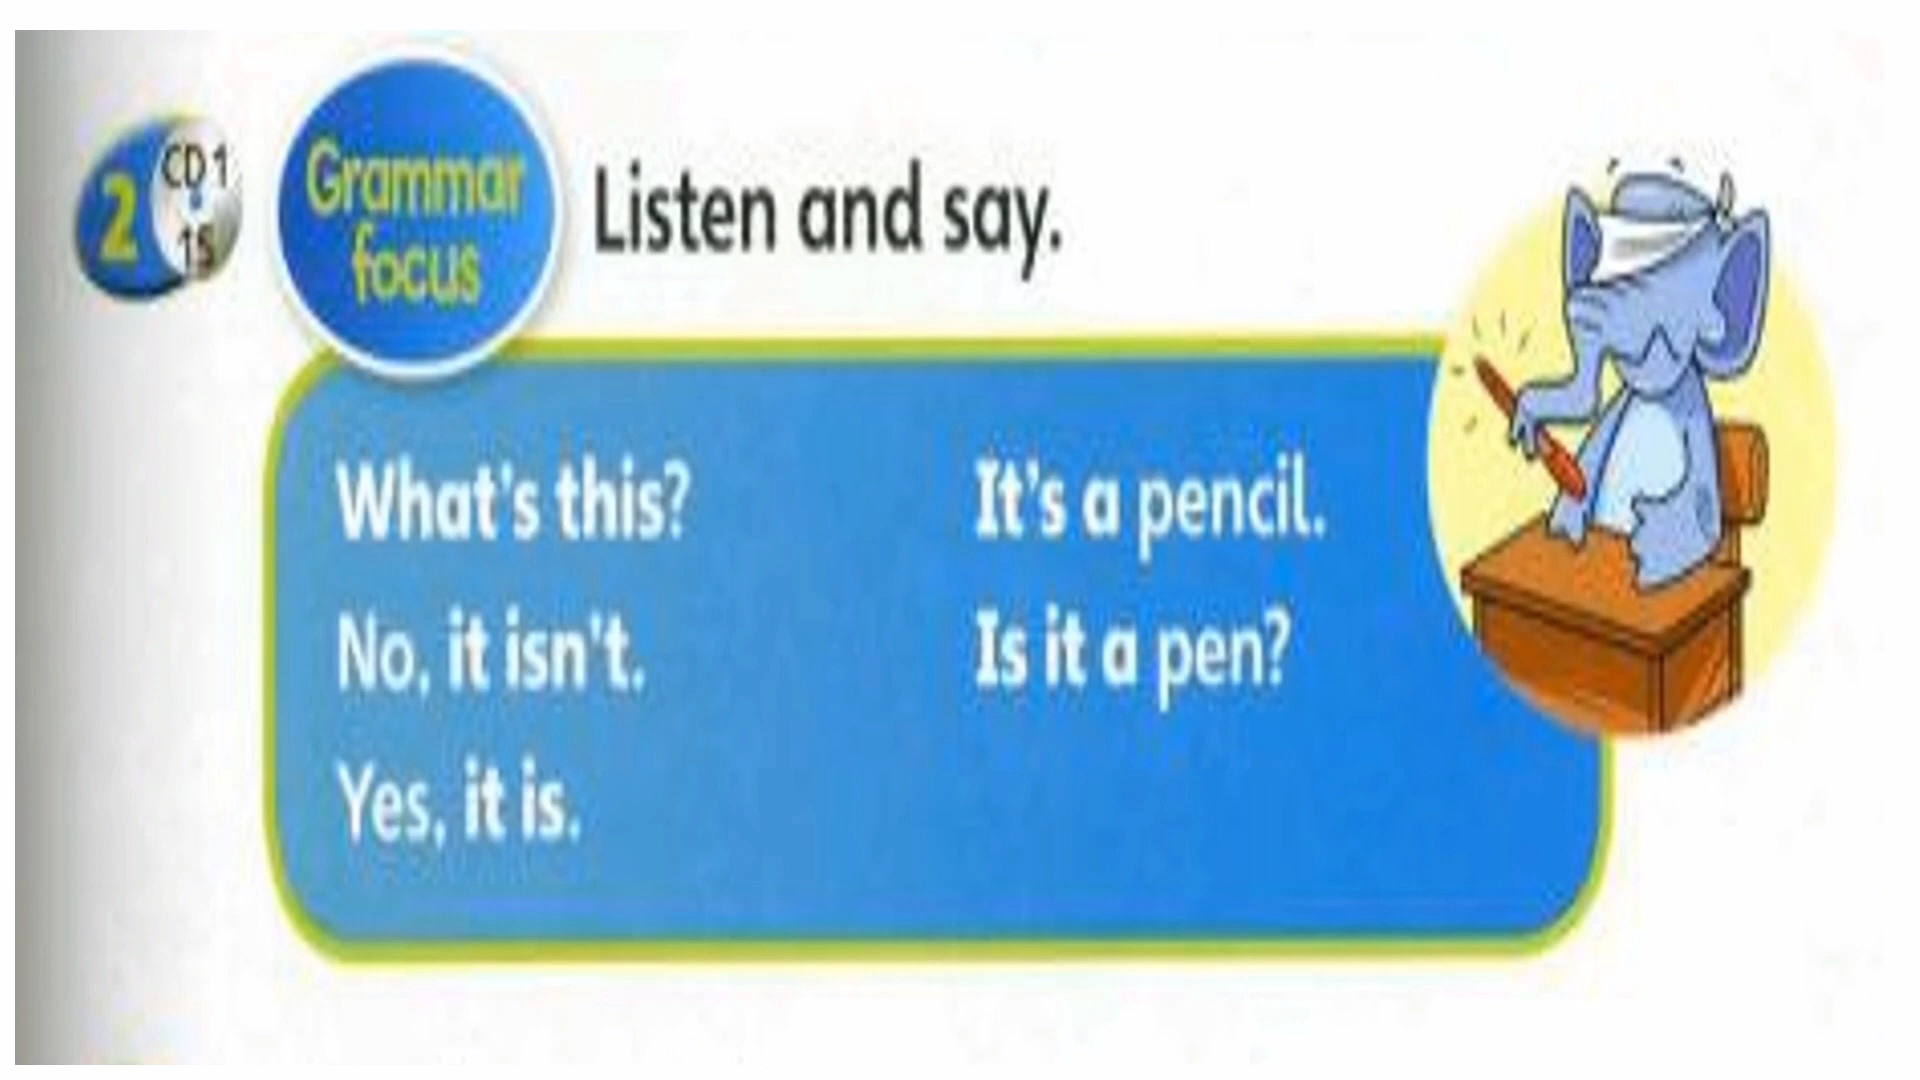 2
CD 1
15
Grammar
focus
Listen and say.
What's this?
It's a pencil.
No, it isn't.
Is it a pen?
Yes, it is.